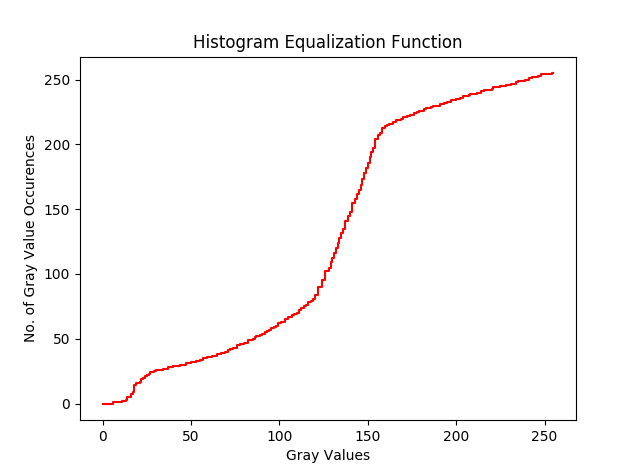 Histogram Equalization Function
No. of Gray Value Occurences
250
200
150
100
50
0
0 50 100 150 200 250
Gray Values